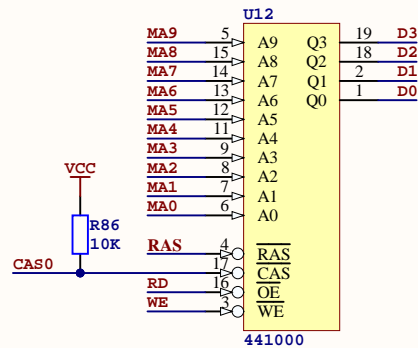 U12
MA9 5 A9 Q3 19 D3
MA8 15 A8 Q2 18 D2
MA7 14 A7 Q1 2 D1
MA6 13 A6 Q0 1 D0
MA5 12 A5
MA4 11 A4
MA3 9 A3
MA2 8 A2
MA1 7 A1
MA0 6 A0
VCC
R86
10K
RAS 4 RAS
CAS0 17 CAS
RD 16 OE
WE 3 WE
441000